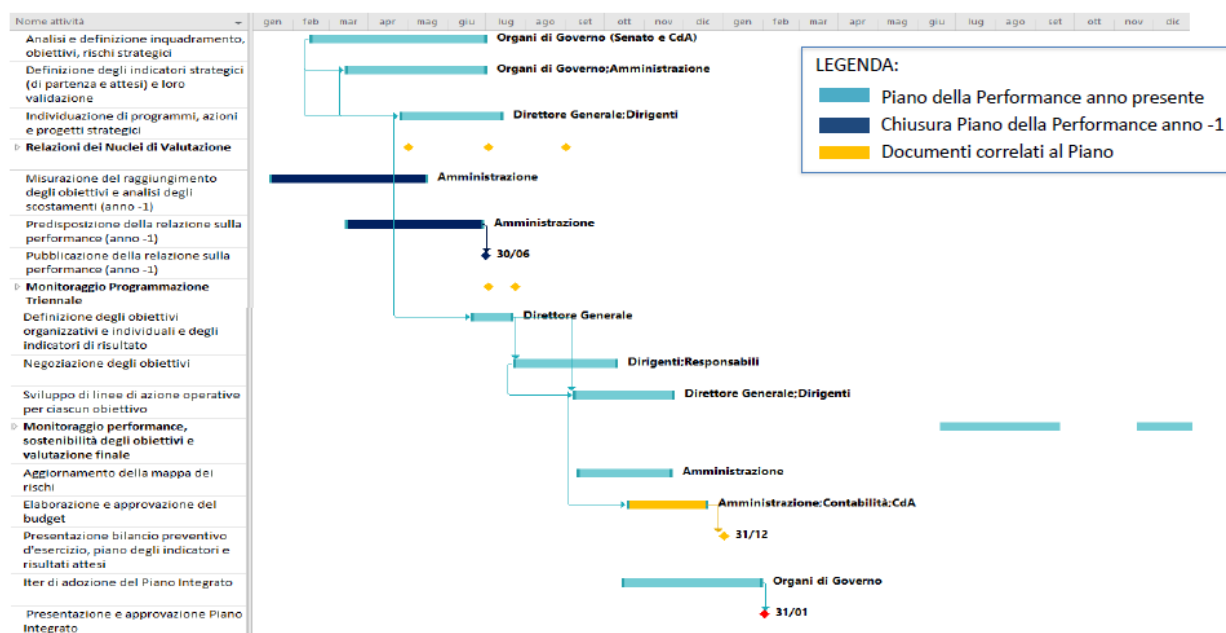 Nome attività
gen feb mar apr mag giu lug ago set ott nov dic gen feb mar apr mag giu lug ago set ott nov dic
Analisi e definizione inquadramento,
obiettivi, rischi strategici
Organi di Governo (Senato e CdA)
Definizione degli indicatori strategici
(di partenza e attesi) e loro
validazione
Organi di Governo;Amministrazione
Individuazione di programmi, azioni
e progetti strategici
Direttore Generale;Dirigenti
Relazioni dei Nuclei di Valutazione
Misurazione del raggiungimento
degli obiettivi e analisi degli
scostamenti (anno -1)
Amministrazione
Predisposizione della relazione sulla
performance (anno -1)
Amministrazione
Pubblicazione della relazione sulla
performance (anno -1)
30/06
Monitoraggio Programmazione
Triennale
Definizione degli obiettivi
organizzativi e individuali e degli
indicatori di risultato
Direttore Generale
Negoziazione degli obiettivi
Dirigenti;Responsabili
Sviluppo di linee di azione operative
per ciascun obiettivo
Direttore Generale;Dirigenti
Monitoraggio performance,
sostenibilità degli obiettivi e
valutazione finale
Aggiornamento della mappa dei
rischi
Amministrazione
Elaborazione e approvazione del
budget
Amministrazione;Contabilità;CdA
Presentazione bilancio preventivo
d'esercizio, piano degli indicatori e
risultati attesi
31/12
Iter di adozione del Piano Integrato
Organi di Governo
Presentazione e approvazione Piano
Integrato
31/01
LEGENDA:
Piano della Performance anno presente
Chiusura Piano della Performance anno -1
Documenti correlati al Piano